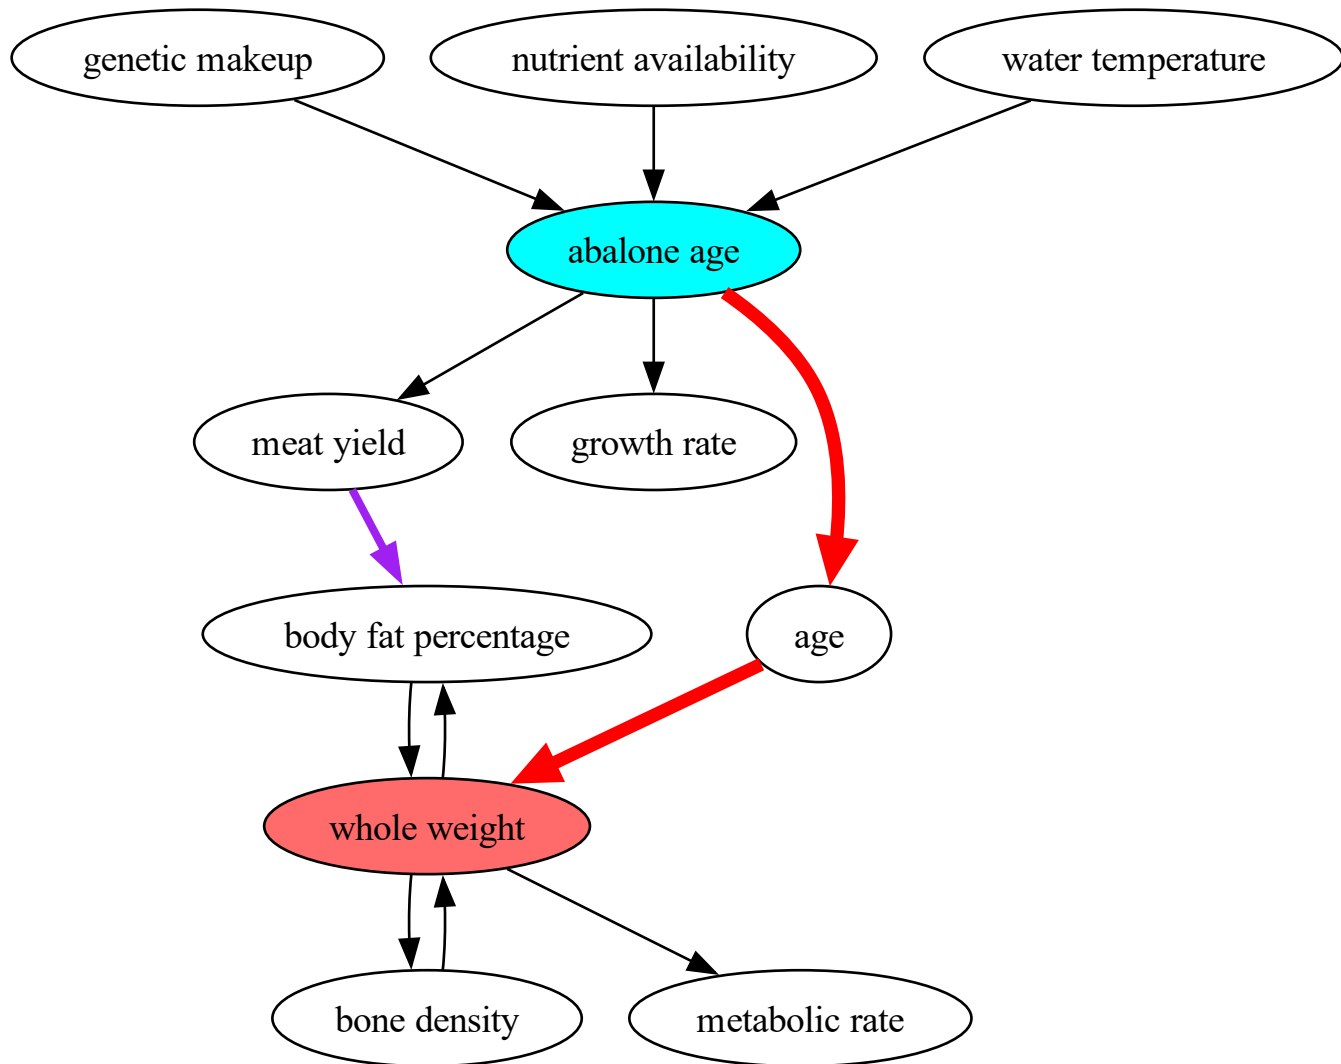 genetic makeup
nutrient availability
water temperature
abalone age
meat yield
growth rate
body fat percentage
age
whole weight
bone density
metabolic rate